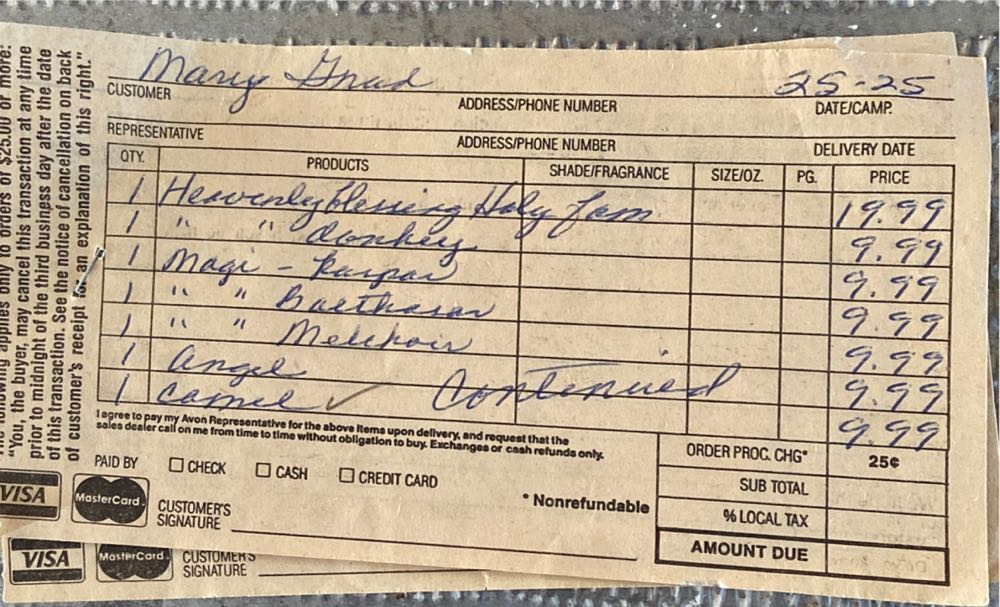 The following applies only to orders of $25.00 or more:
"You, the buyer, may cancel this transaction at any time
prior to midnight of the third business day after the date
of this transaction. See the notice of cancellation on back
of customer's receipt for an explanation of this right."
Mary Gnad 25-25
CUSTOMER ADDRESS/PHONE NUMBER DATE/CAMP.
REPRESENTATIVE ADDRESS/PHONE NUMBER DELIVERY DATE
QTY. PRODUCTS SHADE/FRAGRANCE SIZE/OZ. PG. PRICE
1 Heavenly blessing Holy Fam 19.99
1 " " donkey 9.99
1 Magi - Kaspar 9.99
1 " " Balthasar 9.99
1 " " Melchoir 9.99
1 Angel 9.99
1 Camel ✓ Contenued 9.99
I agree to pay my Avon Representative for the above items upon delivery, and request that the
sales dealer call on me from time to time without obligation to buy. Exchanges or cash refunds only.
ORDER PROC. CHG* 25¢
PAID BY ☐ CHECK ☐ CASH ☐ CREDIT CARD
SUB TOTAL
* Nonrefundable
% LOCAL TAX
VISA MasterCard. CUSTOMER'S
SIGNATURE
AMOUNT DUE
VISA MasterCard. CUSTOMER'S
SIGNATURE